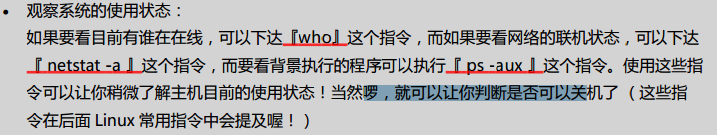 • 观察系统的使用状态：
如果要看目前有谁在在线，可以下达『who』这个指令，而如果要看网络的联机状态，可以下达
『 netstat -a 』这个指令，而要看背景执行的程序可以执行『 ps -aux 』这个指令。使用这些指
令可以让你稍微了解主机目前的使用状态！当然啰，就可以让你判断是否可以关机了 （这些指
令在后面 Linux 常用指令中会提及喔！）